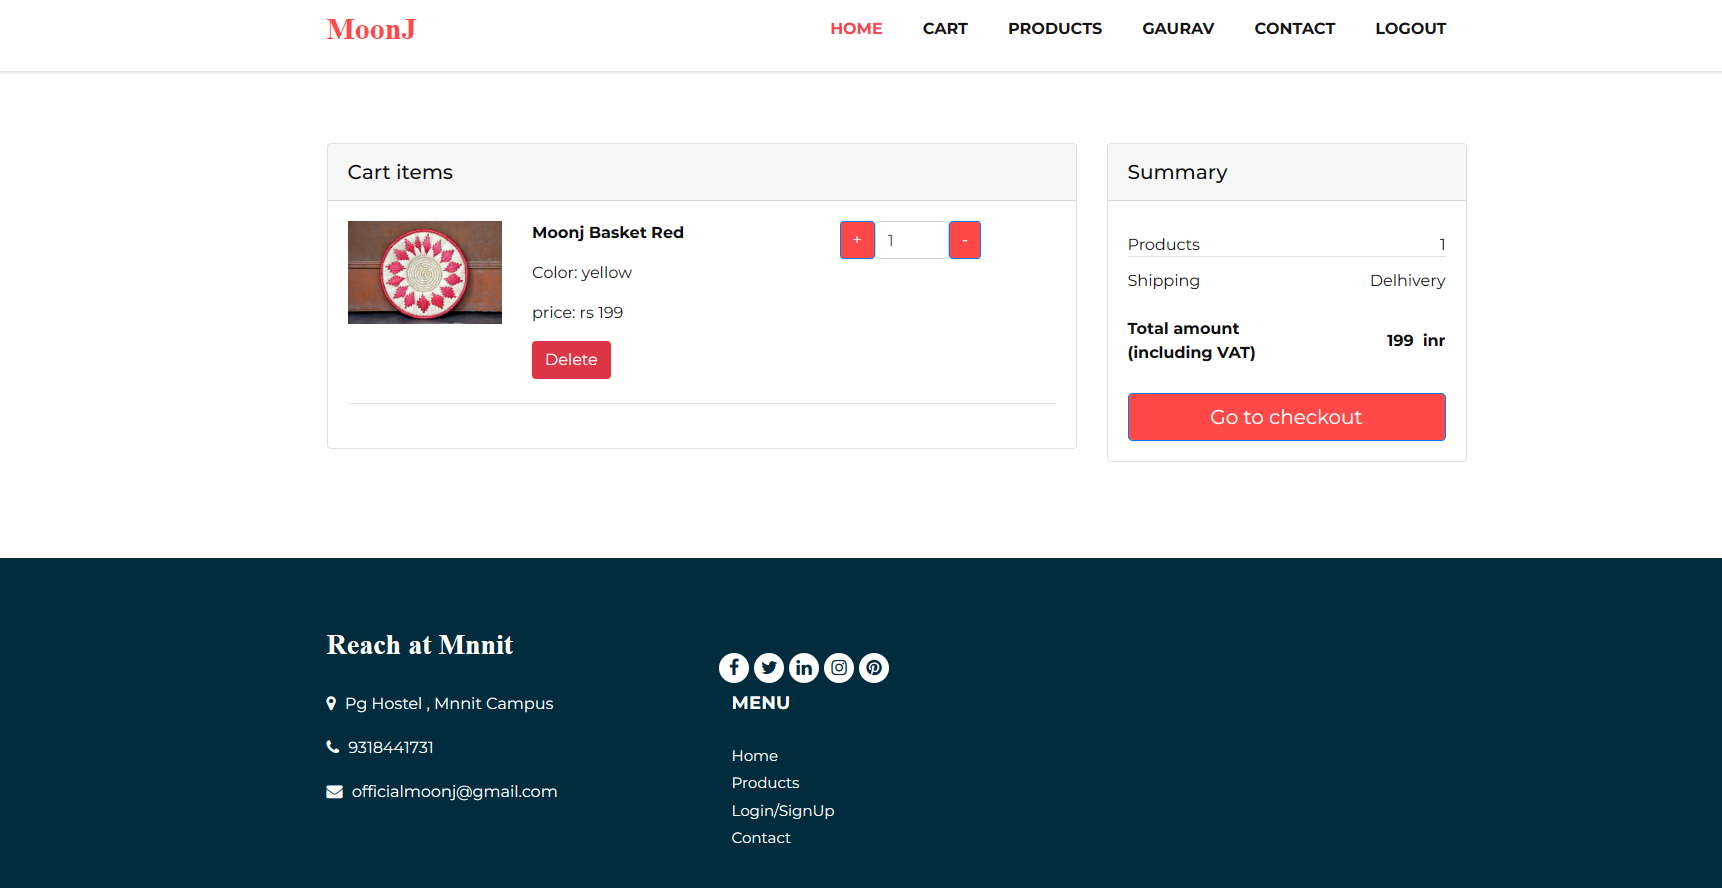 MoonJ
HOME CART PRODUCTS GAURAV CONTACT LOGOUT
Cart items
Moonj Basket Red
+ 1 -
Color: yellow
price: rs 199
Delete
Summary
Products 1
Shipping Delhivery
Total amount
(including VAT) 199 inr
Go to checkout
Reach at Mnnit
Pg Hostel , Mnnit Campus
9318441731
officialmoonj@gmail.com
MENU
Home
Products
Login/SignUp
Contact